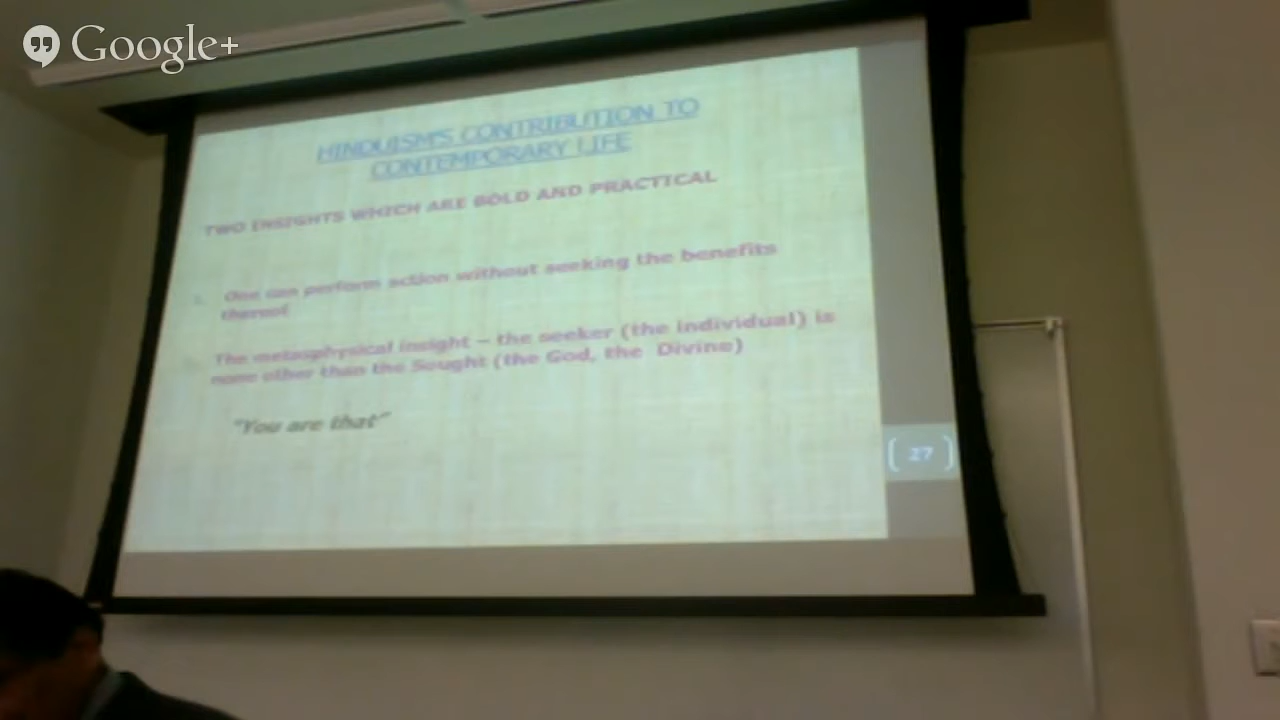 Google+
HINDUISM'S CONTRIBUTION TO
CONTEMPORARY LIFE
TWO INSIGHTS WHICH ARE BOLD AND PRACTICAL
One can perform action without seeking the benefits
thereof
The metaphysical insight – the seeker (the individual) is
none other than the Sought (the God, the Divine)
"You are that"
27